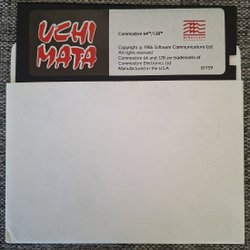 UCHI
MATA
Commodore 64™/128™
Copyright © 1986 Software Communications Ltd.
All rights reserved.
Commodore 64 and 128 are trademarks of
Commodore Electronics Ltd.
Manufactured in the U.S.A.